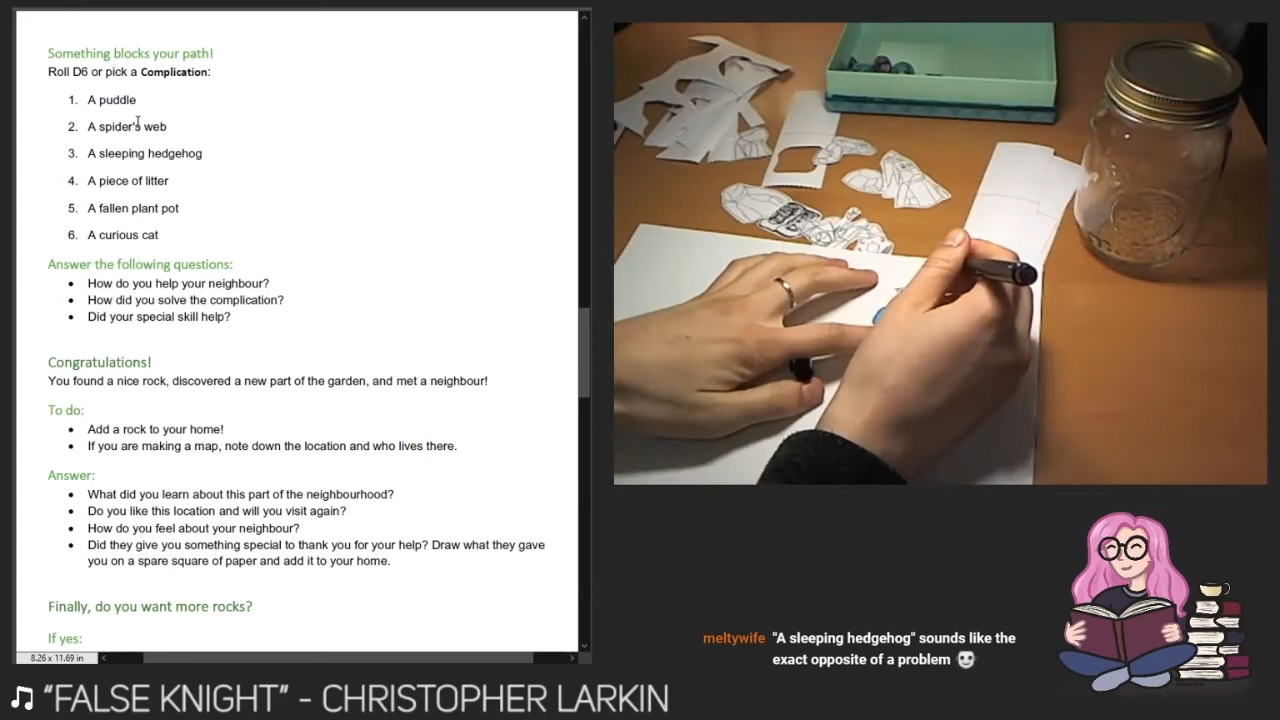 Something blocks your path!
Roll D6 or pick a Complication:
1. A puddle
2. A spider's web
3. A sleeping hedgehog
4. A piece of litter
5. A fallen plant pot
6. A curious cat
Answer the following questions:
• How do you help your neighbour?
• How did you solve the complication?
• Did your special skill help?
Congratulations!
You found a nice rock, discovered a new part of the garden, and met a neighbour!
To do:
• Add a rock to your home!
• If you are making a map, note down the location and who lives there.
Answer:
• What did you learn about this part of the neighbourhood?
• Do you like this location and will you visit again?
• How do you feel about your neighbour?
• Did they give you something special to thank you for your help? Draw what they gave
you on a spare square of paper and add it to your home.
Finally, do you want more rocks?
If yes:
8.26 x 11.69 in
meltywife "A sleeping hedgehog" sounds like the
exact opposite of a problem
♫ “FALSE KNIGHT” - CHRISTOPHER LARKIN